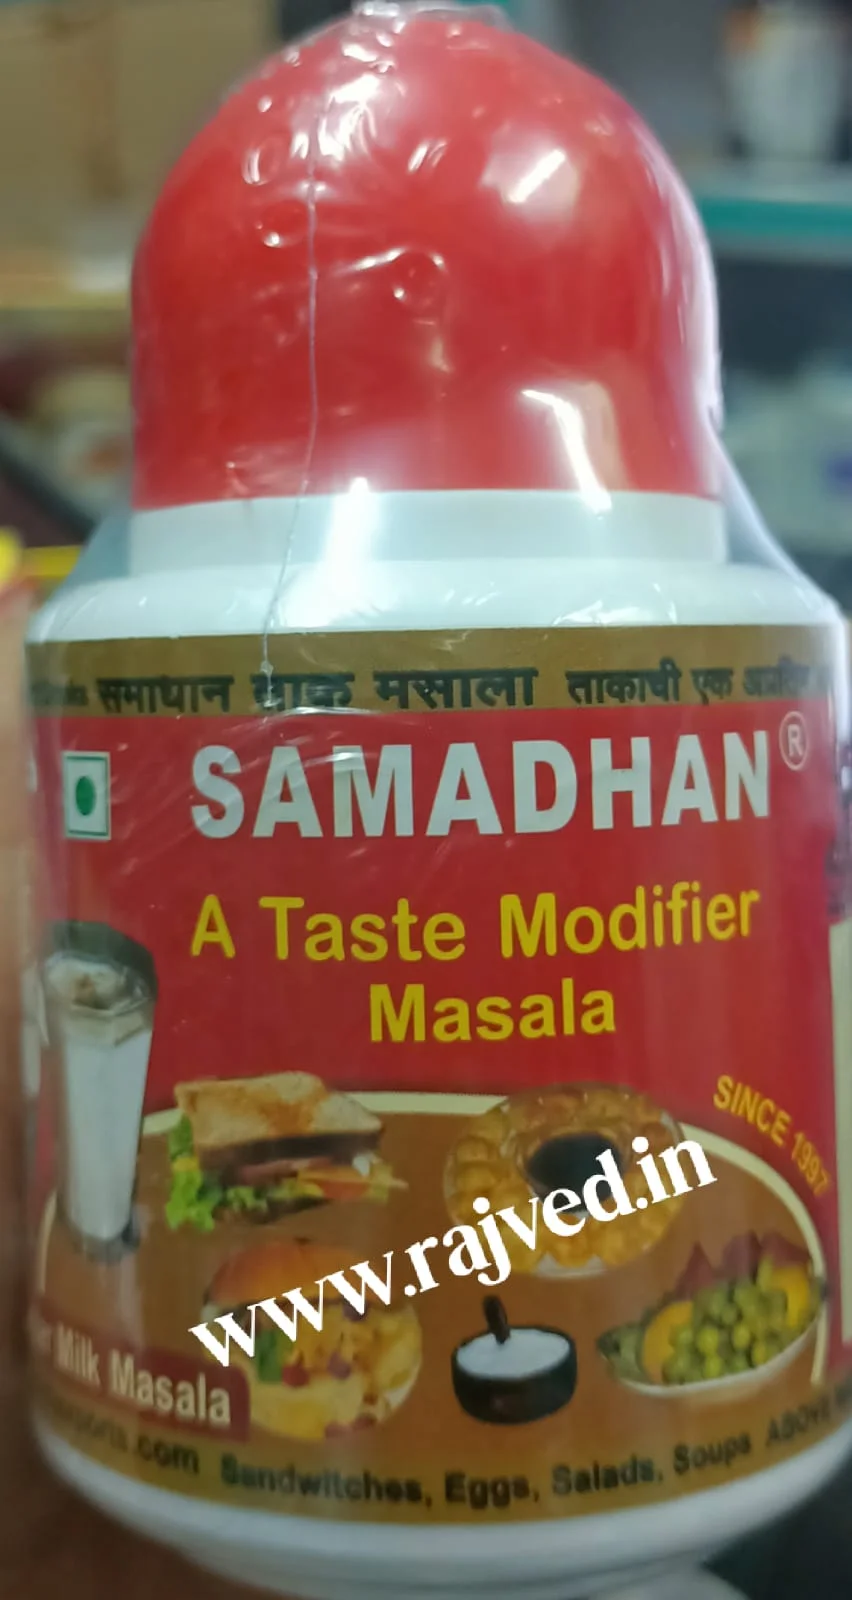 समाधान ताक मसाला ताकाची एक
SAMADHAN®
A Taste Modifier
Masala
SINCE 1997
www.rajved.in
Milk Masala
.com Sandwitches, Eggs, Salads, Soups